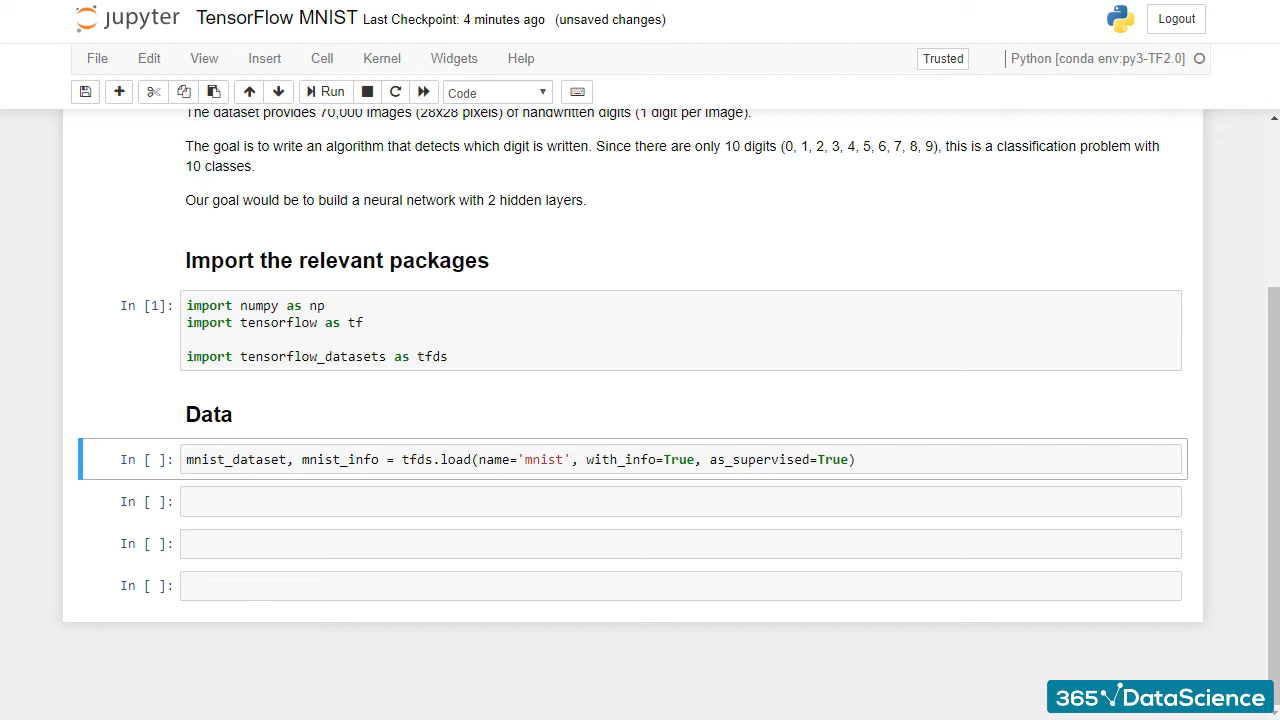 jupyter TensorFlow MNIST Last Checkpoint: 4 minutes ago (unsaved changes) Logout
File Edit View Insert Cell Kernel Widgets Help Trusted Python [conda env:py3-TF2.0]
Run Code
The dataset provides 70,000 images (28x28 pixels) of handwritten digits (1 digit per image).
The goal is to write an algorithm that detects which digit is written. Since there are only 10 digits (0, 1, 2, 3, 4, 5, 6, 7, 8, 9), this is a classification problem with
10 classes.
Our goal would be to build a neural network with 2 hidden layers.
Import the relevant packages
In [1]: import numpy as np
import tensorflow as tf
import tensorflow_datasets as tfds
Data
In [ ]: mnist_dataset, mnist_info = tfds.load(name='mnist', with_info=True, as_supervised=True)
In [ ]:
In [ ]:
In [ ]:
365 DataScience